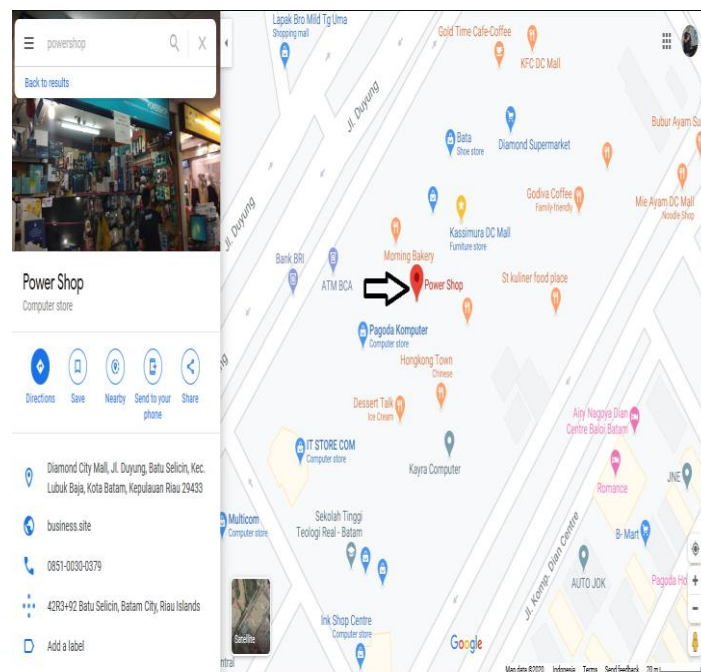 powershop
Back to results
Power Shop
Computer store
Directions
Save
Nearby
Send to your
phone
Share
Diamond City Mall, Jl. Duyung, Batu Selicin, Kec.
Lubuk Baja, Kota Batam, Kepulauan Riau 29433
business.site
0851-0030-0379
42R3+92 Batu Selicin, Batam City, Riau Islands
Add a label
Lapak Bro Mild Tg Uma
Shopping mall
Gold Time Cafe-Coffee
KFC DC Mall
Jl. Duyung
Bata
Shoe store
Diamond Supermarket
Bubur Ayam Su
Godiva Coffee
Family-friendly
Mie Ayam DC Mall
Noodle Shop
Jl. Duyung
Kassimura DC Mall
Furniture store
Morning Bakery
Bank BRI
ATM BCA
Power Shop
St kuliner food place
Pagoda Komputer
Computer store
Hongkong Town
Chinese
Dessert Talk
Ice Cream
Airy Nagoya Dian
Centre Baloi Batam
IT STORE COM
Computer store
Kayra Computer
Romance
JNE
Multicom
Computer store
Sekolah Tinggi
Teologi Real - Batam
B- Mart
Jl. Komp. Dian Centre
AUTO JOK
Pagoda Ho
Ink Shop Centre
Computer store
Satellite
Google
ntral
Map data ©2020 Indonesia Terms Send feedback 20 m